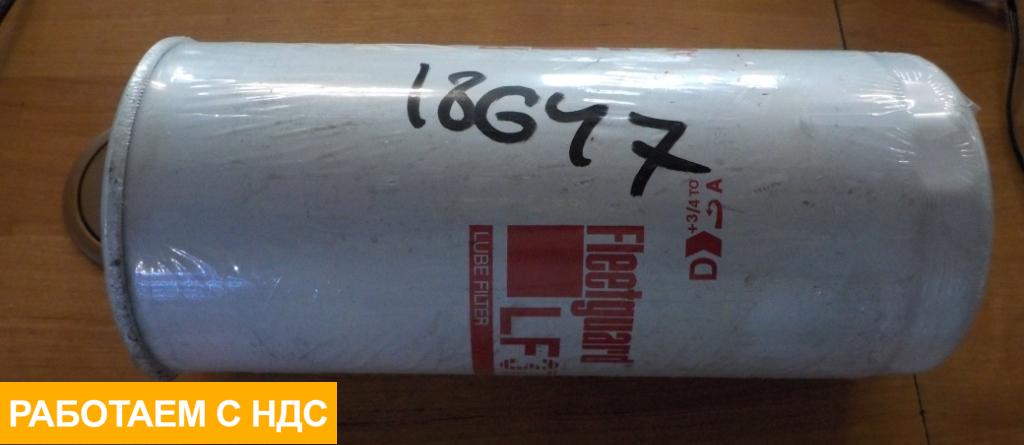 18647
D +3/4 TO A
Fleetguard
LF
LUBE FILTER
РАБОТАЕМ С НДС